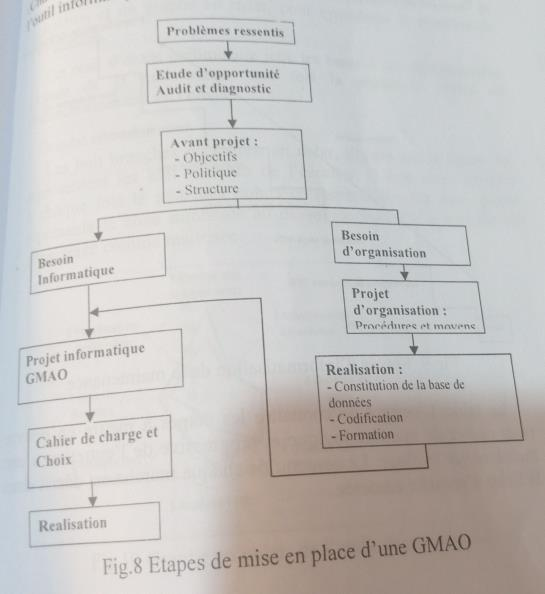 l'outil
Problèmes ressentis
Etude d'opportunité
Audit et diagnostic
Avant projet :
- Objectifs
- Politique
- Structure
Besoin
Informatique
Besoin
d'organisation
Projet
d'organisation :
Procédures et moyens
Projet informatique
GMAO
Realisation :
- Constitution de la base de
données
- Codification
- Formation
Cahier de charge et
Choix
Realisation
Fig.8 Etapes de mise en place d'une GMAO